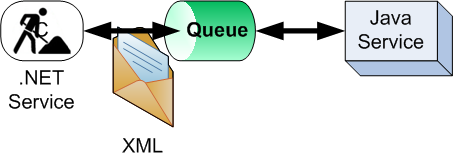 C
Queue
Java
Service
.NET
Service
XML